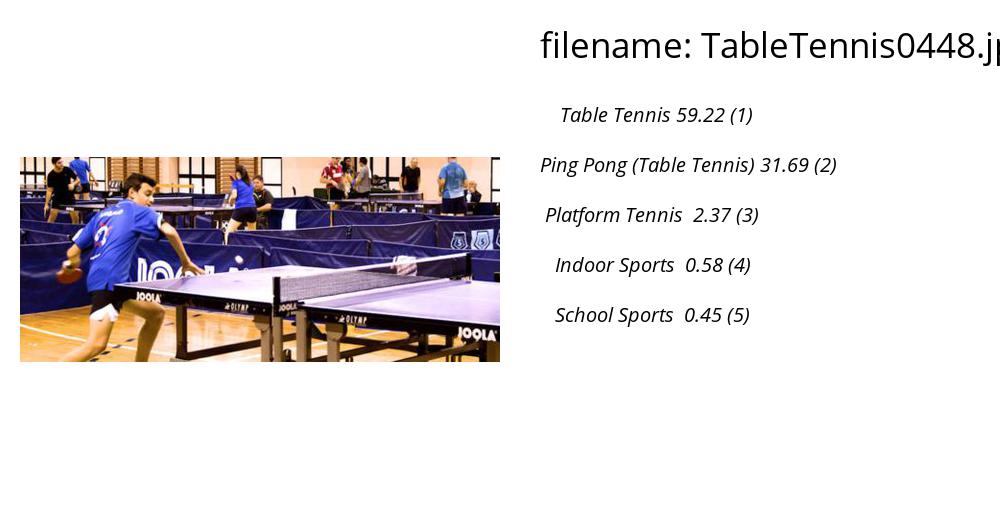 filename: TableTennis0448.jp
Table Tennis 59.22 (1)
Ping Pong (Table Tennis) 31.69 (2)
Platform Tennis 2.37 (3)
Indoor Sports 0.58 (4)
School Sports 0.45 (5)
JOOLA
JOOLA
OLYMP
JOOLA
OLYMP
JOOLA